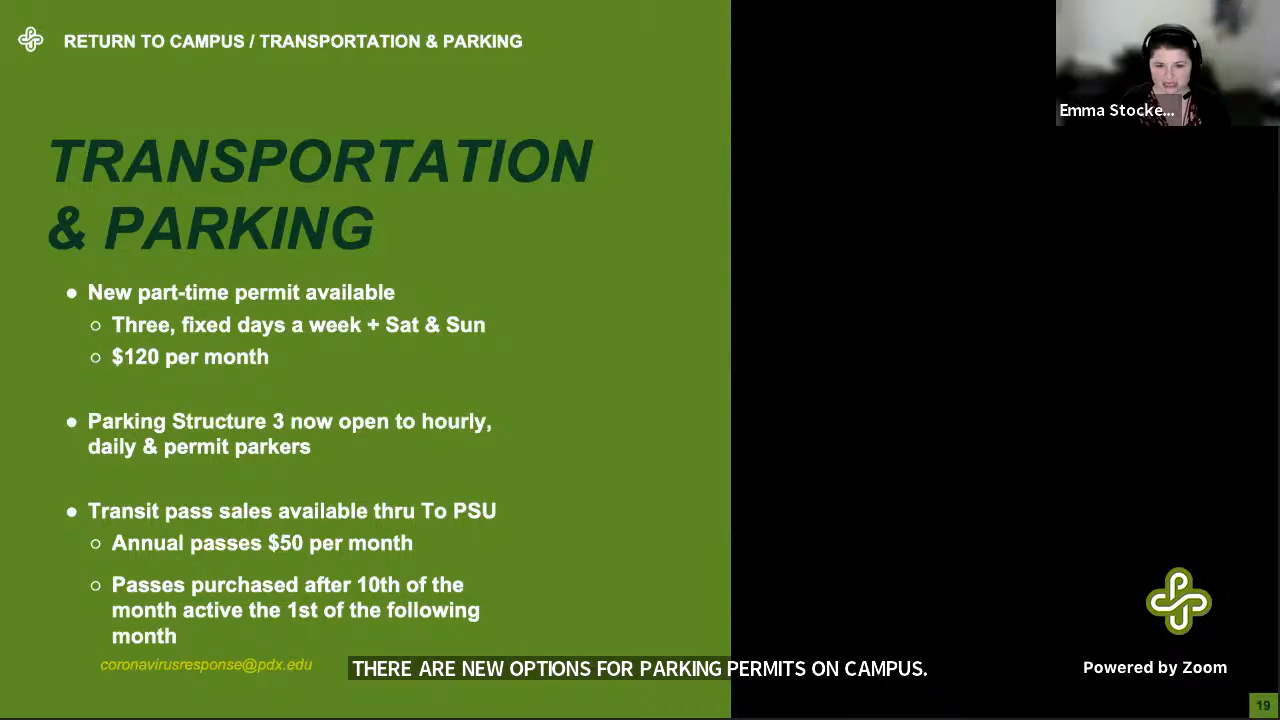 RETURN TO CAMPUS / TRANSPORTATION & PARKING
Emma Stocke...
TRANSPORTATION
& PARKING
● New part-time permit available
○ Three, fixed days a week + Sat & Sun
○ $120 per month
● Parking Structure 3 now open to hourly,
daily & permit parkers
● Transit pass sales available thru To PSU
○ Annual passes $50 per month
○ Passes purchased after 10th of the
month active the 1st of the following
month
coronavirusresponse@pdx.edu
THERE ARE NEW OPTIONS FOR PARKING PERMITS ON CAMPUS.
Powered by Zoom
19